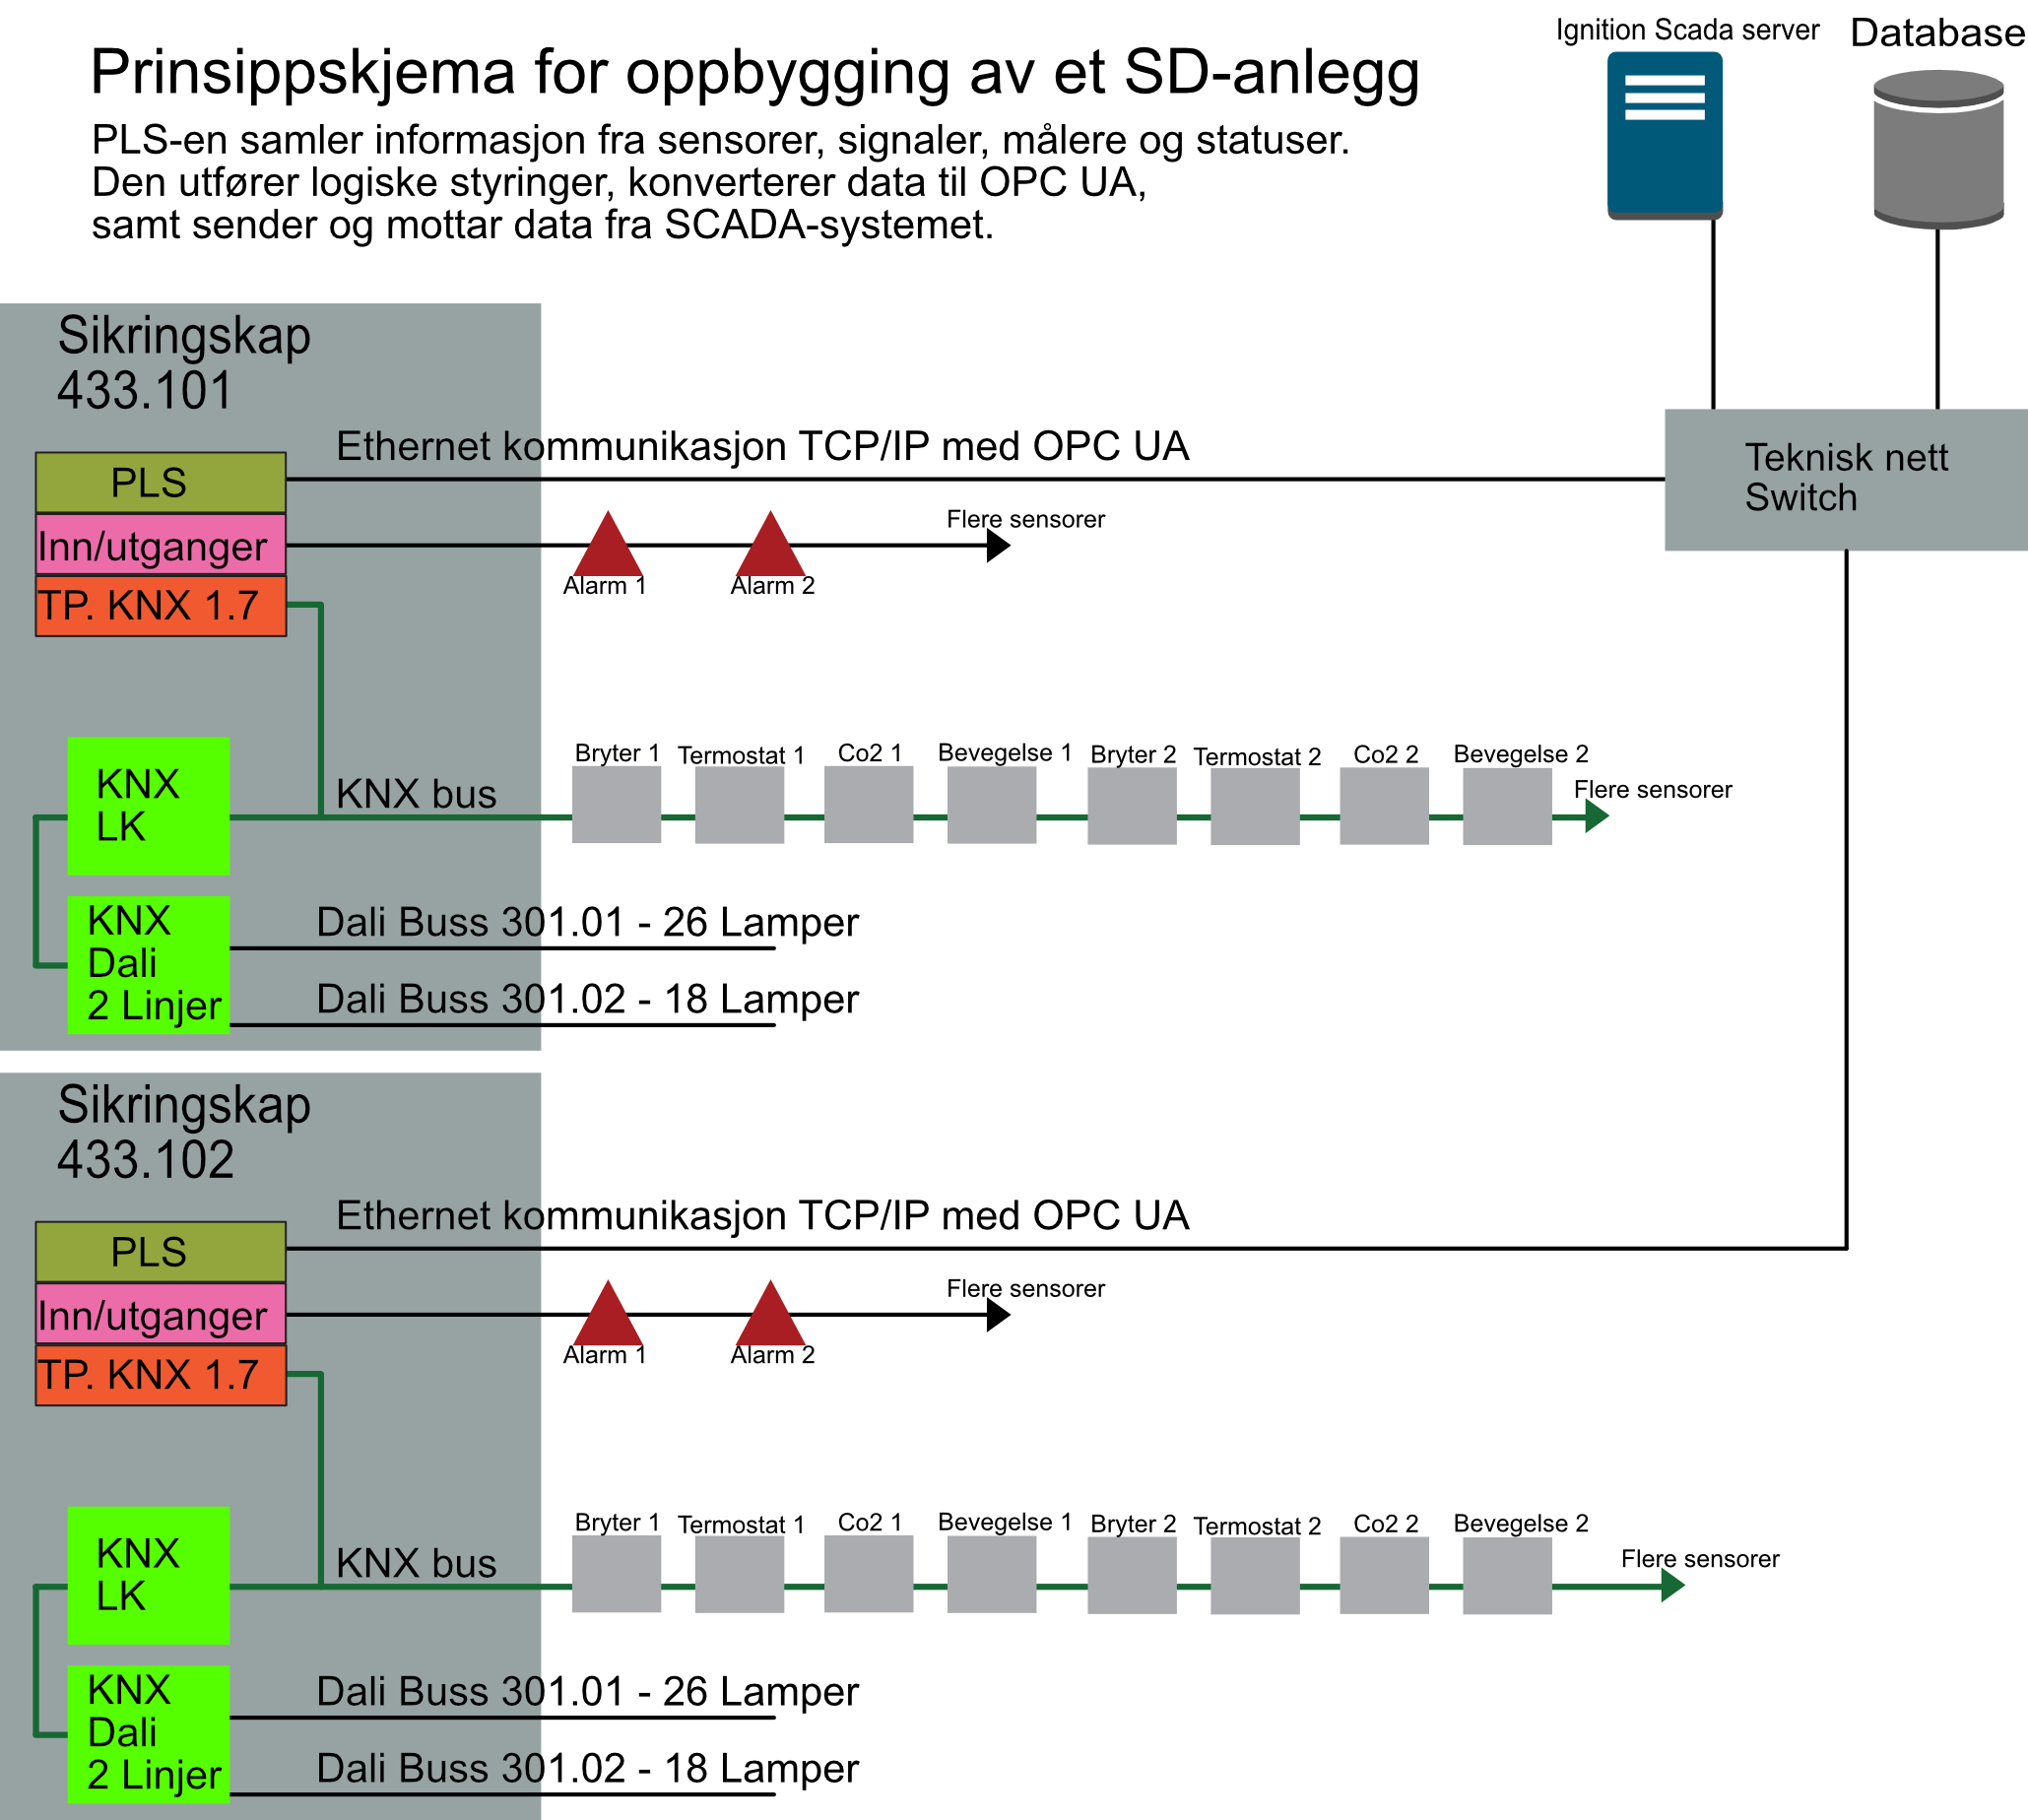 Ignition Scada server
Database
Prinsippskjema for oppbygging av et SD-anlegg
PLS-en samler informasjon fra sensorer, signaler, målere og statuser.
Den utfører logiske styringer, konverterer data til OPC UA,
samt sender og mottar data fra SCADA-systemet.
Sikringskap
433.101
Ethernet kommunikasjon TCP/IP med OPC UA
Teknisk nett
Switch
PLS
Flere sensorer
Inn/utganger
Alarm 1
Alarm 2
TP. KNX 1.7
Bryter 1
Termostat 1
Co2 1
Bevegelse 1
Bryter 2
Termostat 2
Co2 2
Bevegelse 2
Flere sensorer
KNX
LK
KNX bus
KNX
Dali
2 Linjer
Dali Buss 301.01 - 26 Lamper
Dali Buss 301.02 - 18 Lamper
Sikringskap
433.102
Ethernet kommunikasjon TCP/IP med OPC UA
PLS
Flere sensorer
Inn/utganger
Alarm 1
Alarm 2
TP. KNX 1.7
Bryter 1
Termostat 1
Co2 1
Bevegelse 1
Bryter 2
Termostat 2
Co2 2
Bevegelse 2
Flere sensorer
KNX
LK
KNX bus
KNX
Dali
2 Linjer
Dali Buss 301.01 - 26 Lamper
Dali Buss 301.02 - 18 Lamper